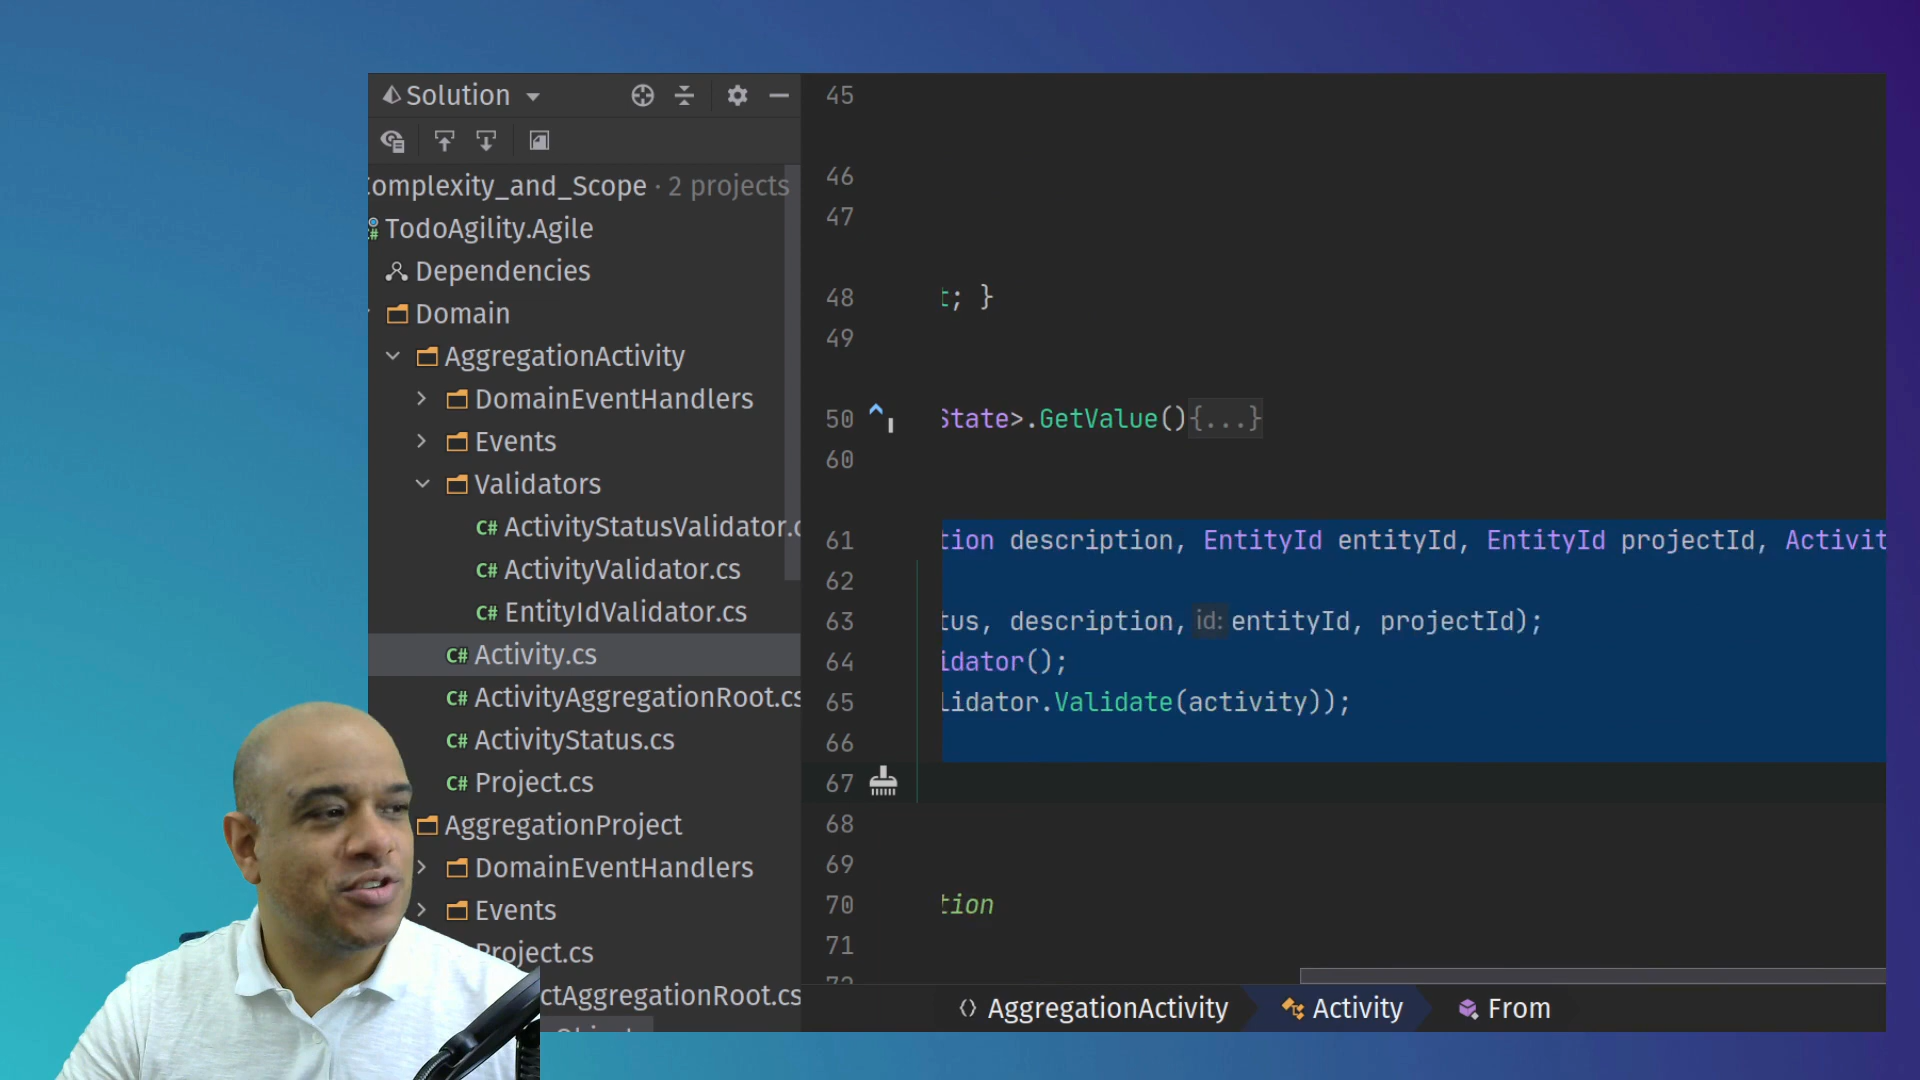 Solution
omplexity_and_Scope · 2 projects
TodoAgility.Agile
Dependencies
Domain
AggregationActivity
DomainEventHandlers
Events
Validators
C# ActivityStatusValidator.c
C# ActivityValidator.cs
C# EntityIdValidator.cs
C# Activity.cs
C# ActivityAggregationRoot.cs
C# ActivityStatus.cs
C# Project.cs
AggregationProject
DomainEventHandlers
Events
Project.cs
ctAggregationRoot.cs
45
46
47
48 t; }
49
50 State>.GetValue(){...}
60
61 tion description, EntityId entityId, EntityId projectId, Activit
62
63 tus, description, id: entityId, projectId);
64 idator();
65 lidator.Validate(activity));
66
67
68
69
70 tion
71
AggregationActivity Activity From